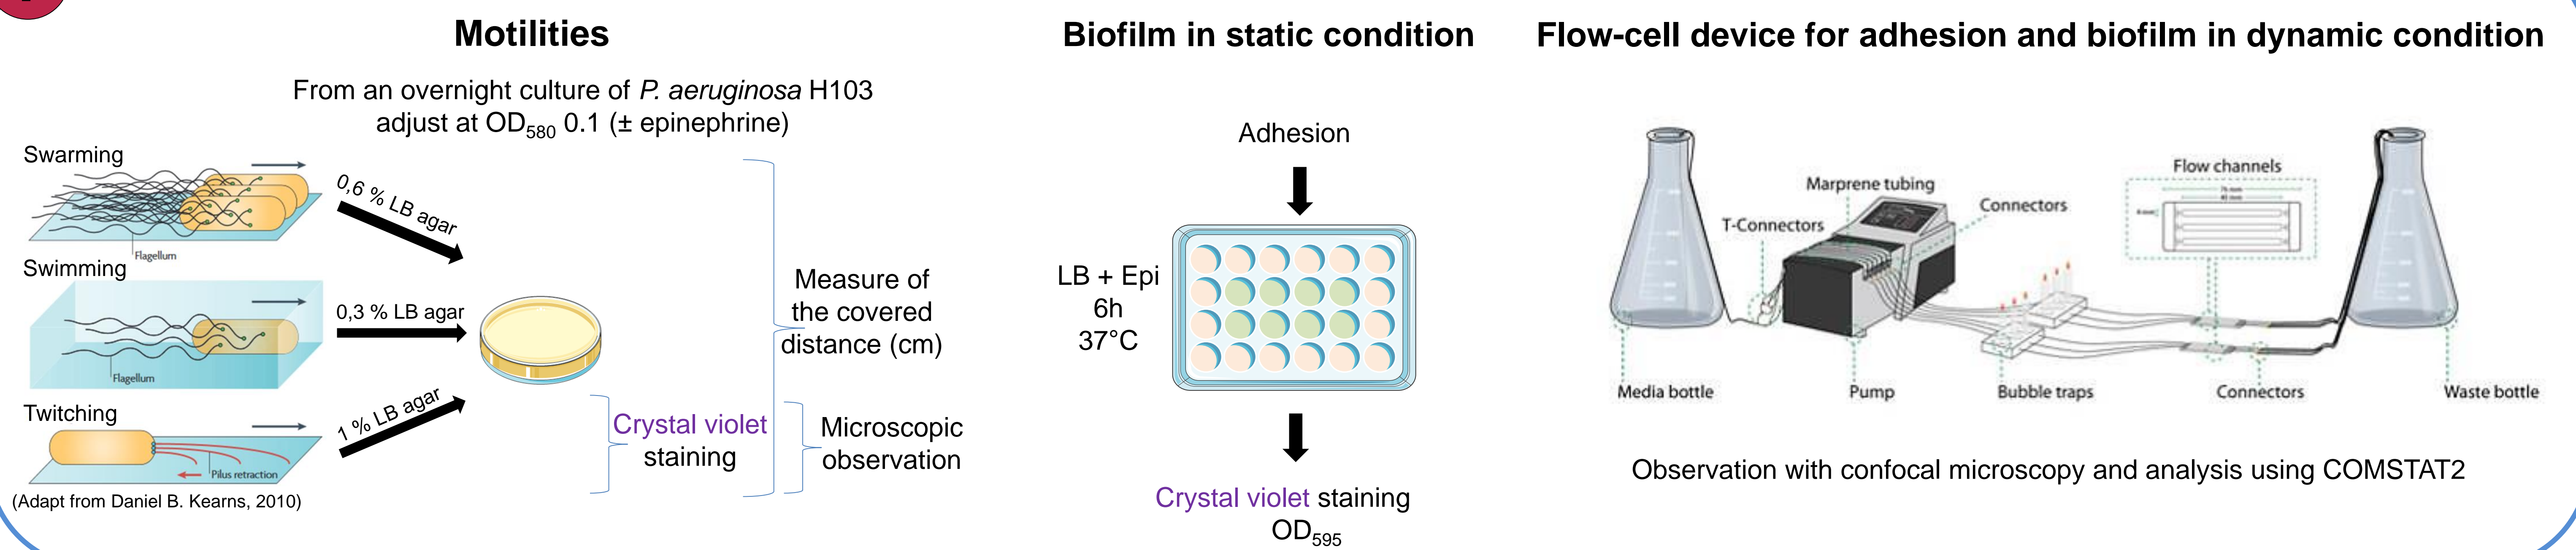 Motilities
From an overnight culture of P. aeruginosa H103
adjust at OD580 0.1 (± epinephrine)
Swarming
Flagellum
0,6 % LB agar
Swimming
Flagellum
0,3 % LB agar
Twitching
Pilus retraction
1 % LB agar
(Adapt from Daniel B. Kearns, 2010)
Measure of
the covered
distance (cm)
Crystal violet
staining
Microscopic
observation
Biofilm in static condition
Adhesion
LB + Epi
6h
37°C
Crystal violet staining
OD595
Flow-cell device for adhesion and biofilm in dynamic condition
Flow channels
Marprene tubing
Connectors
T-Connectors
Media bottle
Pump
Bubble traps
Connectors
Waste bottle
Observation with confocal microscopy and analysis using COMSTAT2